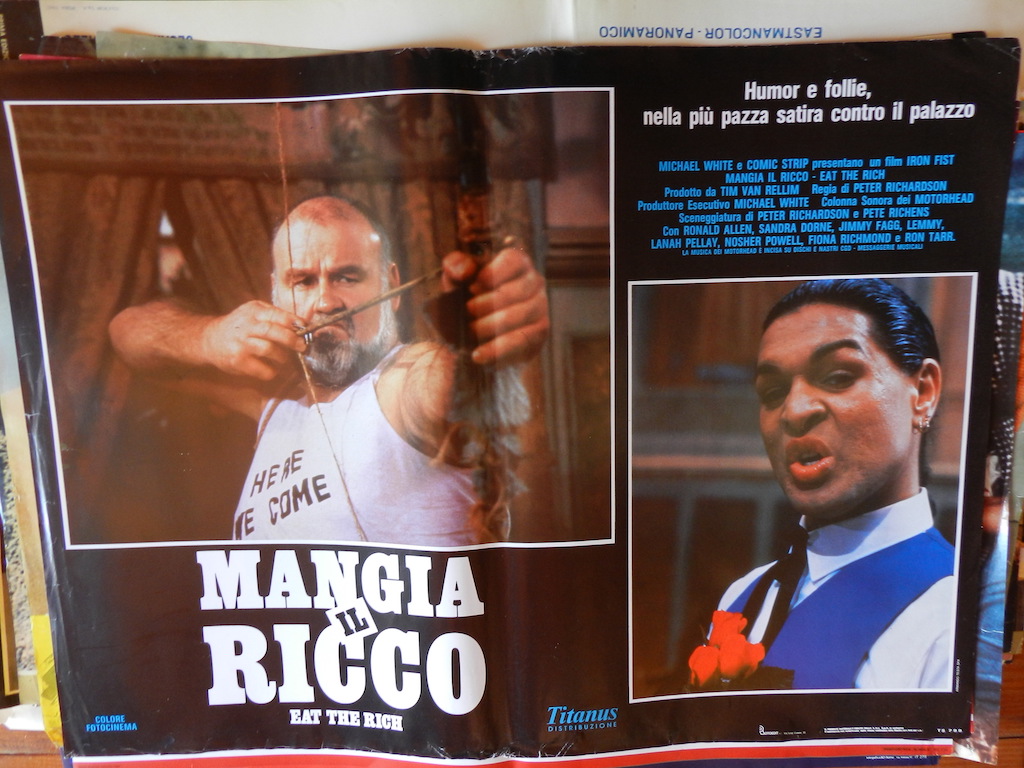 EASTMANCOLOR - PANORAMICO
Humor e follie,
nella più pazza satira contro il palazzo
MICHAEL WHITE e COMIC STRIP presentano un film IRON FIST
MANGIA IL RICCO - EAT THE RICH
Prodotto da TIM VAN RELLIM Regia di PETER RICHARDSON
Produttore Esecutivo MICHAEL WHITE Colonna Sonora dei MOTORHEAD
Sceneggiatura di PETER RICHARDSON e PETE RICHENS
Con RONALD ALLEN, SANDRA DORNE, JIMMY FAGG, LEMMY,
LANAH PELLAY, NOSHER POWELL, FIONA RICHMOND e RON TARR.
LA MUSICA DEI MOTORHEAD È INCISA SU DISCHI E NASTRI CGD - MESSAGGERIE MUSICALI
HERE
WE COME
MANGIA
IL
RICCO
EAT THE RICH
COLORE
FOTOCINEMA
Titanus
DISTRIBUZIONE